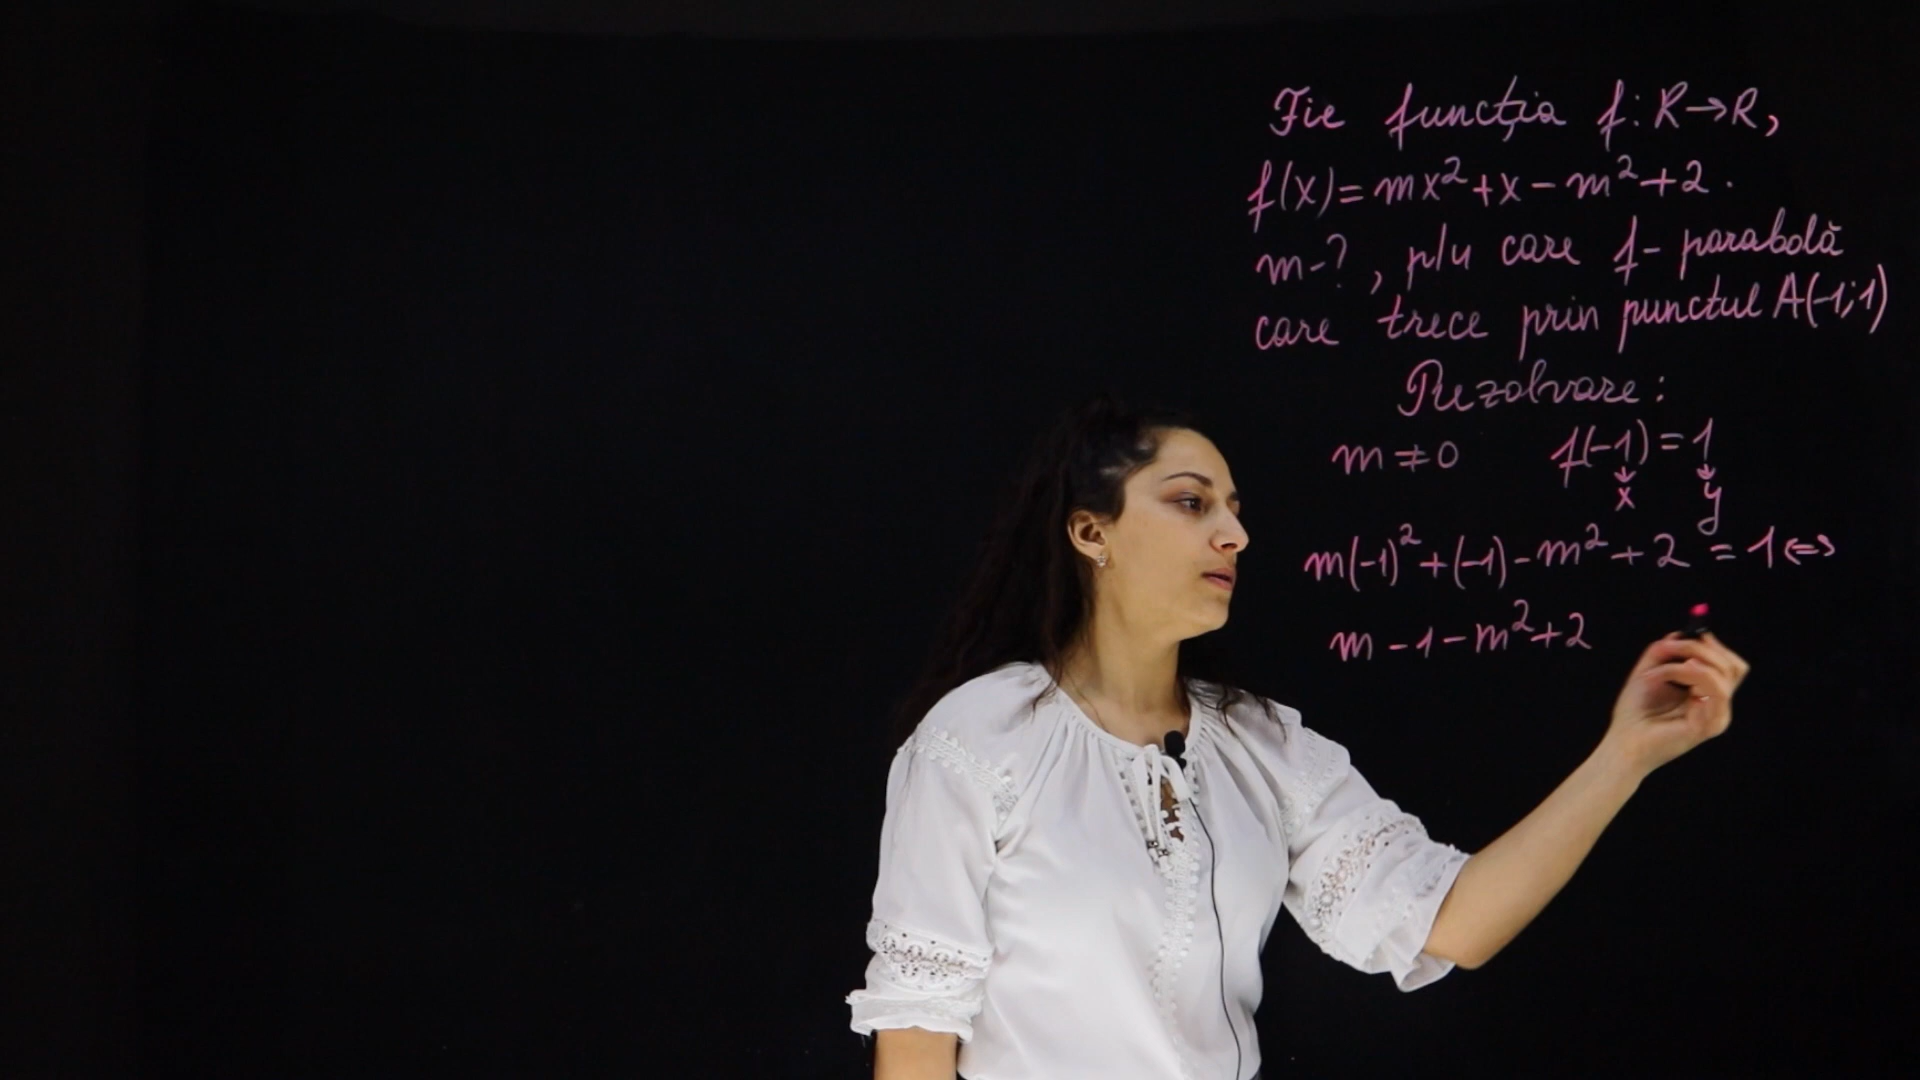 Fie funcția f: R→R,
f(x)=mx²+x-m²+2.
m-?, p/u care f- parabolă
care trece prin punctul A(-1;1)
Rezolvare:
m≠0 f(-1)=1
↓ ↓
x y
m(-1)²+(-1)-m²+2=1⇔
m-1-m²+2